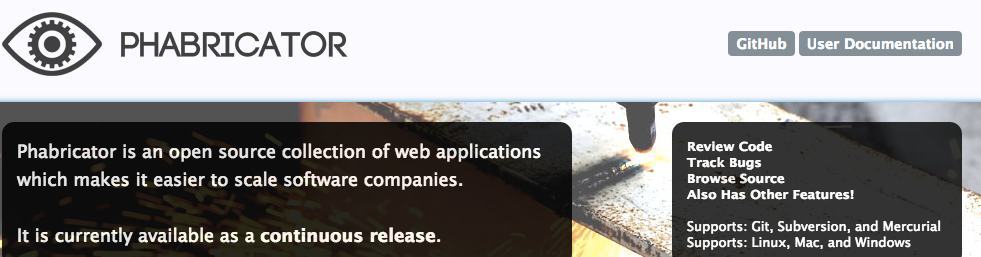 PHABRICATOR
GitHub
User Documentation
Phabricator is an open source collection of web applications
which makes it easier to scale software companies.
It is currently available as a continuous release.
Review Code
Track Bugs
Browse Source
Also Has Other Features!
Supports: Git, Subversion, and Mercurial
Supports: Linux, Mac, and Windows